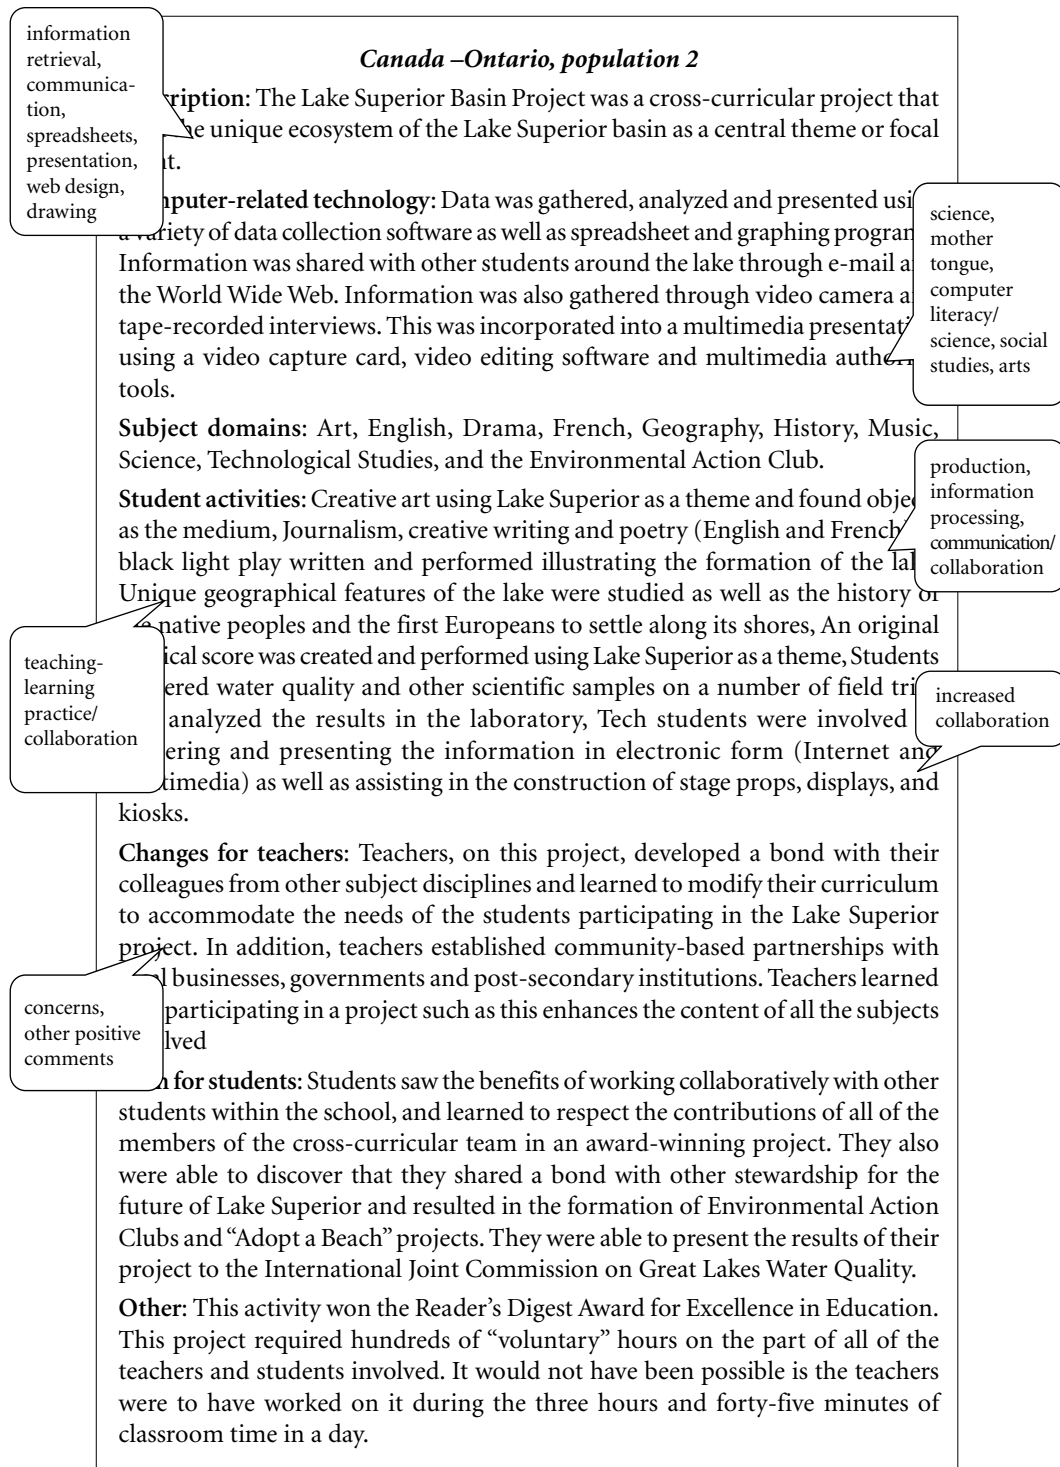 information
retrieval,
communica-
tion,
spreadsheets,
presentation,
web design,
drawing
Canada –Ontario, population 2
ription: The Lake Superior Basin Project was a cross-curricular project that
he unique ecosystem of the Lake Superior basin as a central theme or focal
nt.
nputer-related technology: Data was gathered, analyzed and presented usi
a variety of data collection software as well as spreadsheet and graphing program
Information was shared with other students around the lake through e-mail a
the World Wide Web. Information was also gathered through video camera a
tape-recorded interviews. This was incorporated into a multimedia presentati
using a video capture card, video editing software and multimedia autho
tools.
science,
mother
tongue,
computer
literacy/
science, social
studies, arts
Subject domains: Art, English, Drama, French, Geography, History, Music,
Science, Technological Studies, and the Environmental Action Club.
production,
information
processing,
communication/
collaboration
Student activities: Creative art using Lake Superior as a theme and found objec
as the medium, Journalism, creative writing and poetry (English and French)
black light play written and performed illustrating the formation of the la
Unique geographical features of the lake were studied as well as the history of
native peoples and the first Europeans to settle along its shores, An original
ical score was created and performed using Lake Superior as a theme, Students
ered water quality and other scientific samples on a number of field tri
analyzed the results in the laboratory, Tech students were involved
ering and presenting the information in electronic form (Internet and
timedia) as well as assisting in the construction of stage props, displays, and
kiosks.
teaching-
learning
practice/
collaboration
increased
collaboration
Changes for teachers: Teachers, on this project, developed a bond with their
colleagues from other subject disciplines and learned to modify their curriculum
to accommodate the needs of the students participating in the Lake Superior
project. In addition, teachers established community-based partnerships with
l businesses, governments and post-secondary institutions. Teachers learned
participating in a project such as this enhances the content of all the subjects
lved
concerns,
other positive
comments
n for students: Students saw the benefits of working collaboratively with other
students within the school, and learned to respect the contributions of all of the
members of the cross-curricular team in an award-winning project. They also
were able to discover that they shared a bond with other stewardship for the
future of Lake Superior and resulted in the formation of Environmental Action
Clubs and “Adopt a Beach” projects. They were able to present the results of their
project to the International Joint Commission on Great Lakes Water Quality.
Other: This activity won the Reader’s Digest Award for Excellence in Education.
This project required hundreds of “voluntary” hours on the part of all of the
teachers and students involved. It would not have been possible is the teachers
were to have worked on it during the three hours and forty-five minutes of
classroom time in a day.